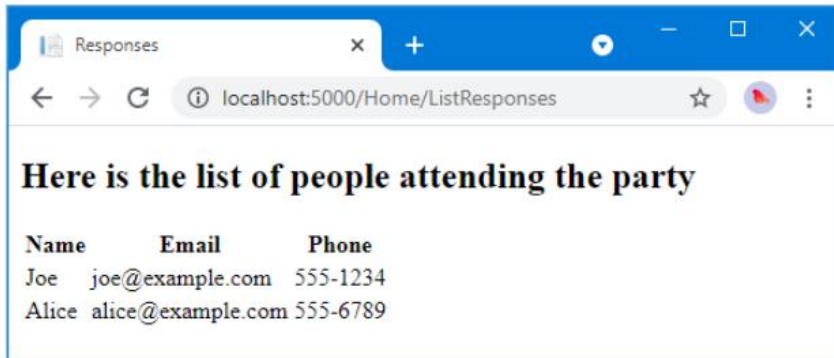 Responses
localhost:5000/Home/ListResponses
Here is the list of people attending the party
Name Email Phone
Joe joe@example.com 555-1234
Alice alice@example.com 555-6789